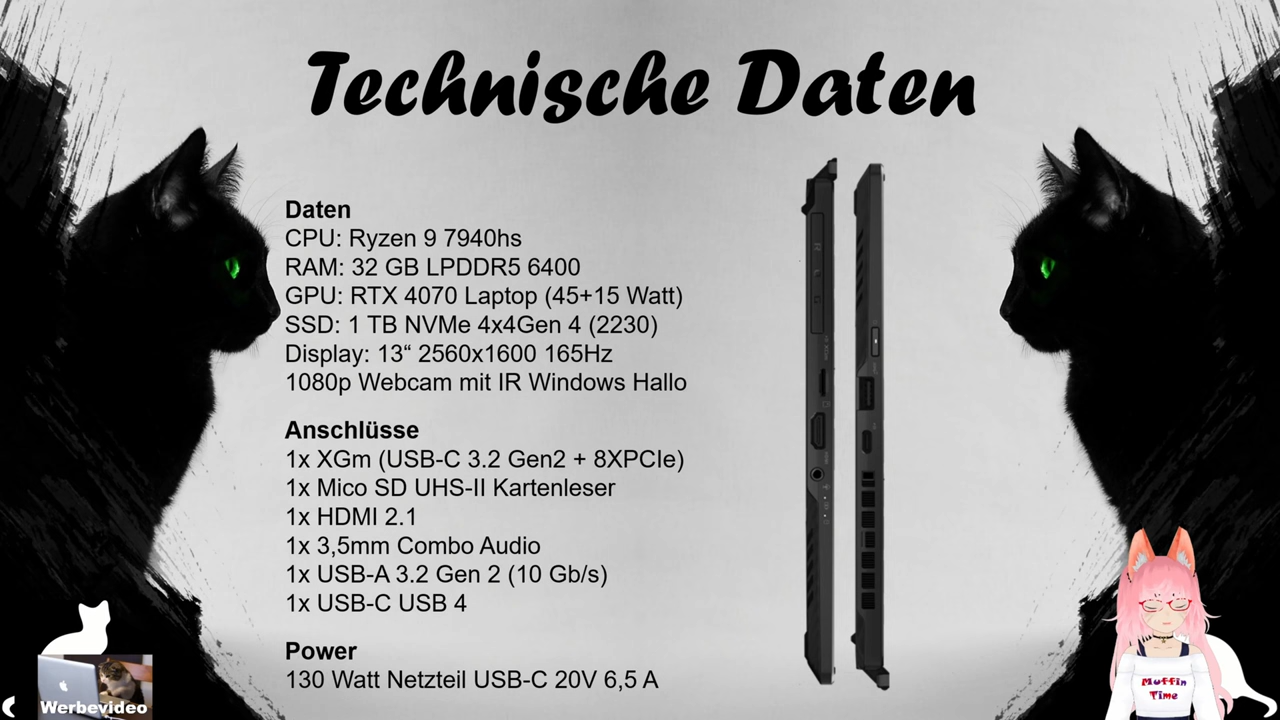 Technische Daten
Daten
CPU: Ryzen 9 7940hs
RAM: 32 GB LPDDR5 6400
GPU: RTX 4070 Laptop (45+15 Watt)
SSD: 1 TB NVMe 4x4Gen 4 (2230)
Display: 13“ 2560x1600 165Hz
1080p Webcam mit IR Windows Hallo
Anschlüsse
1x XGm (USB-C 3.2 Gen2 + 8XPCIe)
1x Mico SD UHS-II Kartenleser
1x HDMI 2.1
1x 3,5mm Combo Audio
1x USB-A 3.2 Gen 2 (10 Gb/s)
1x USB-C USB 4
Power
130 Watt Netzteil USB-C 20V 6,5 A
Werbevideo
Muffin
Time